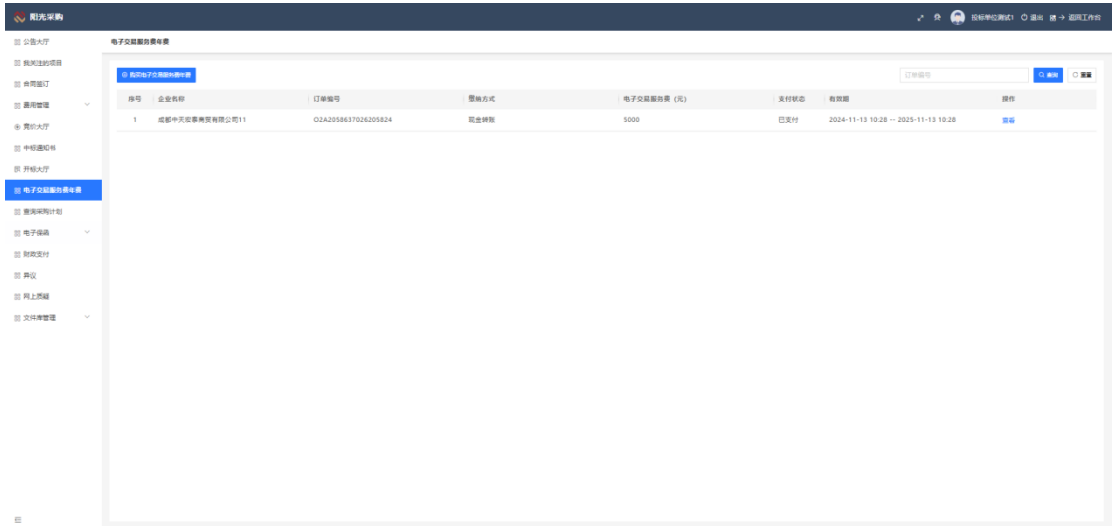 阳光采购
投标单位测试1 退出 返回工作台
公告大厅
我关注的项目
合同签订
费用管理
竞价大厅
中标通知书
开标大厅
电子交易服务费年费
查询采购计划
电子保函
财政支付
异议
网上质疑
文件库管理
电子交易服务费年费
购买电子交易服务费年费
订单编号 查询 重置
序号 企业名称 订单编号 缴纳方式 电子交易服务费 (元) 支付状态 有效期 操作
1 成都中天宏泰商贸有限公司11 O2A2058637026205824 现金转账 5000 已支付 2024-11-13 10:28 -- 2025-11-13 10:28 查看